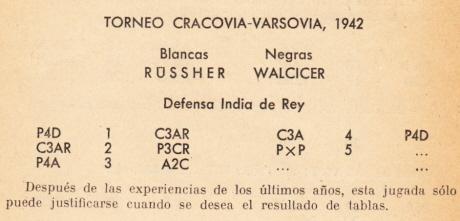 TORNEO CRACOVIA-VARSOVIA, 1942
Blancas Negras
RÜSSHER WALCICER
Defensa India de Rey
P4D 1 C3AR C3A 4 P4D
C3AR 2 P3CR P×P 5 ...
P4A 3 A2C ... ...
Después de las experiencias de los últimos años, esta jugada sólo
puede justificarse cuando se desea el resultado de tablas.